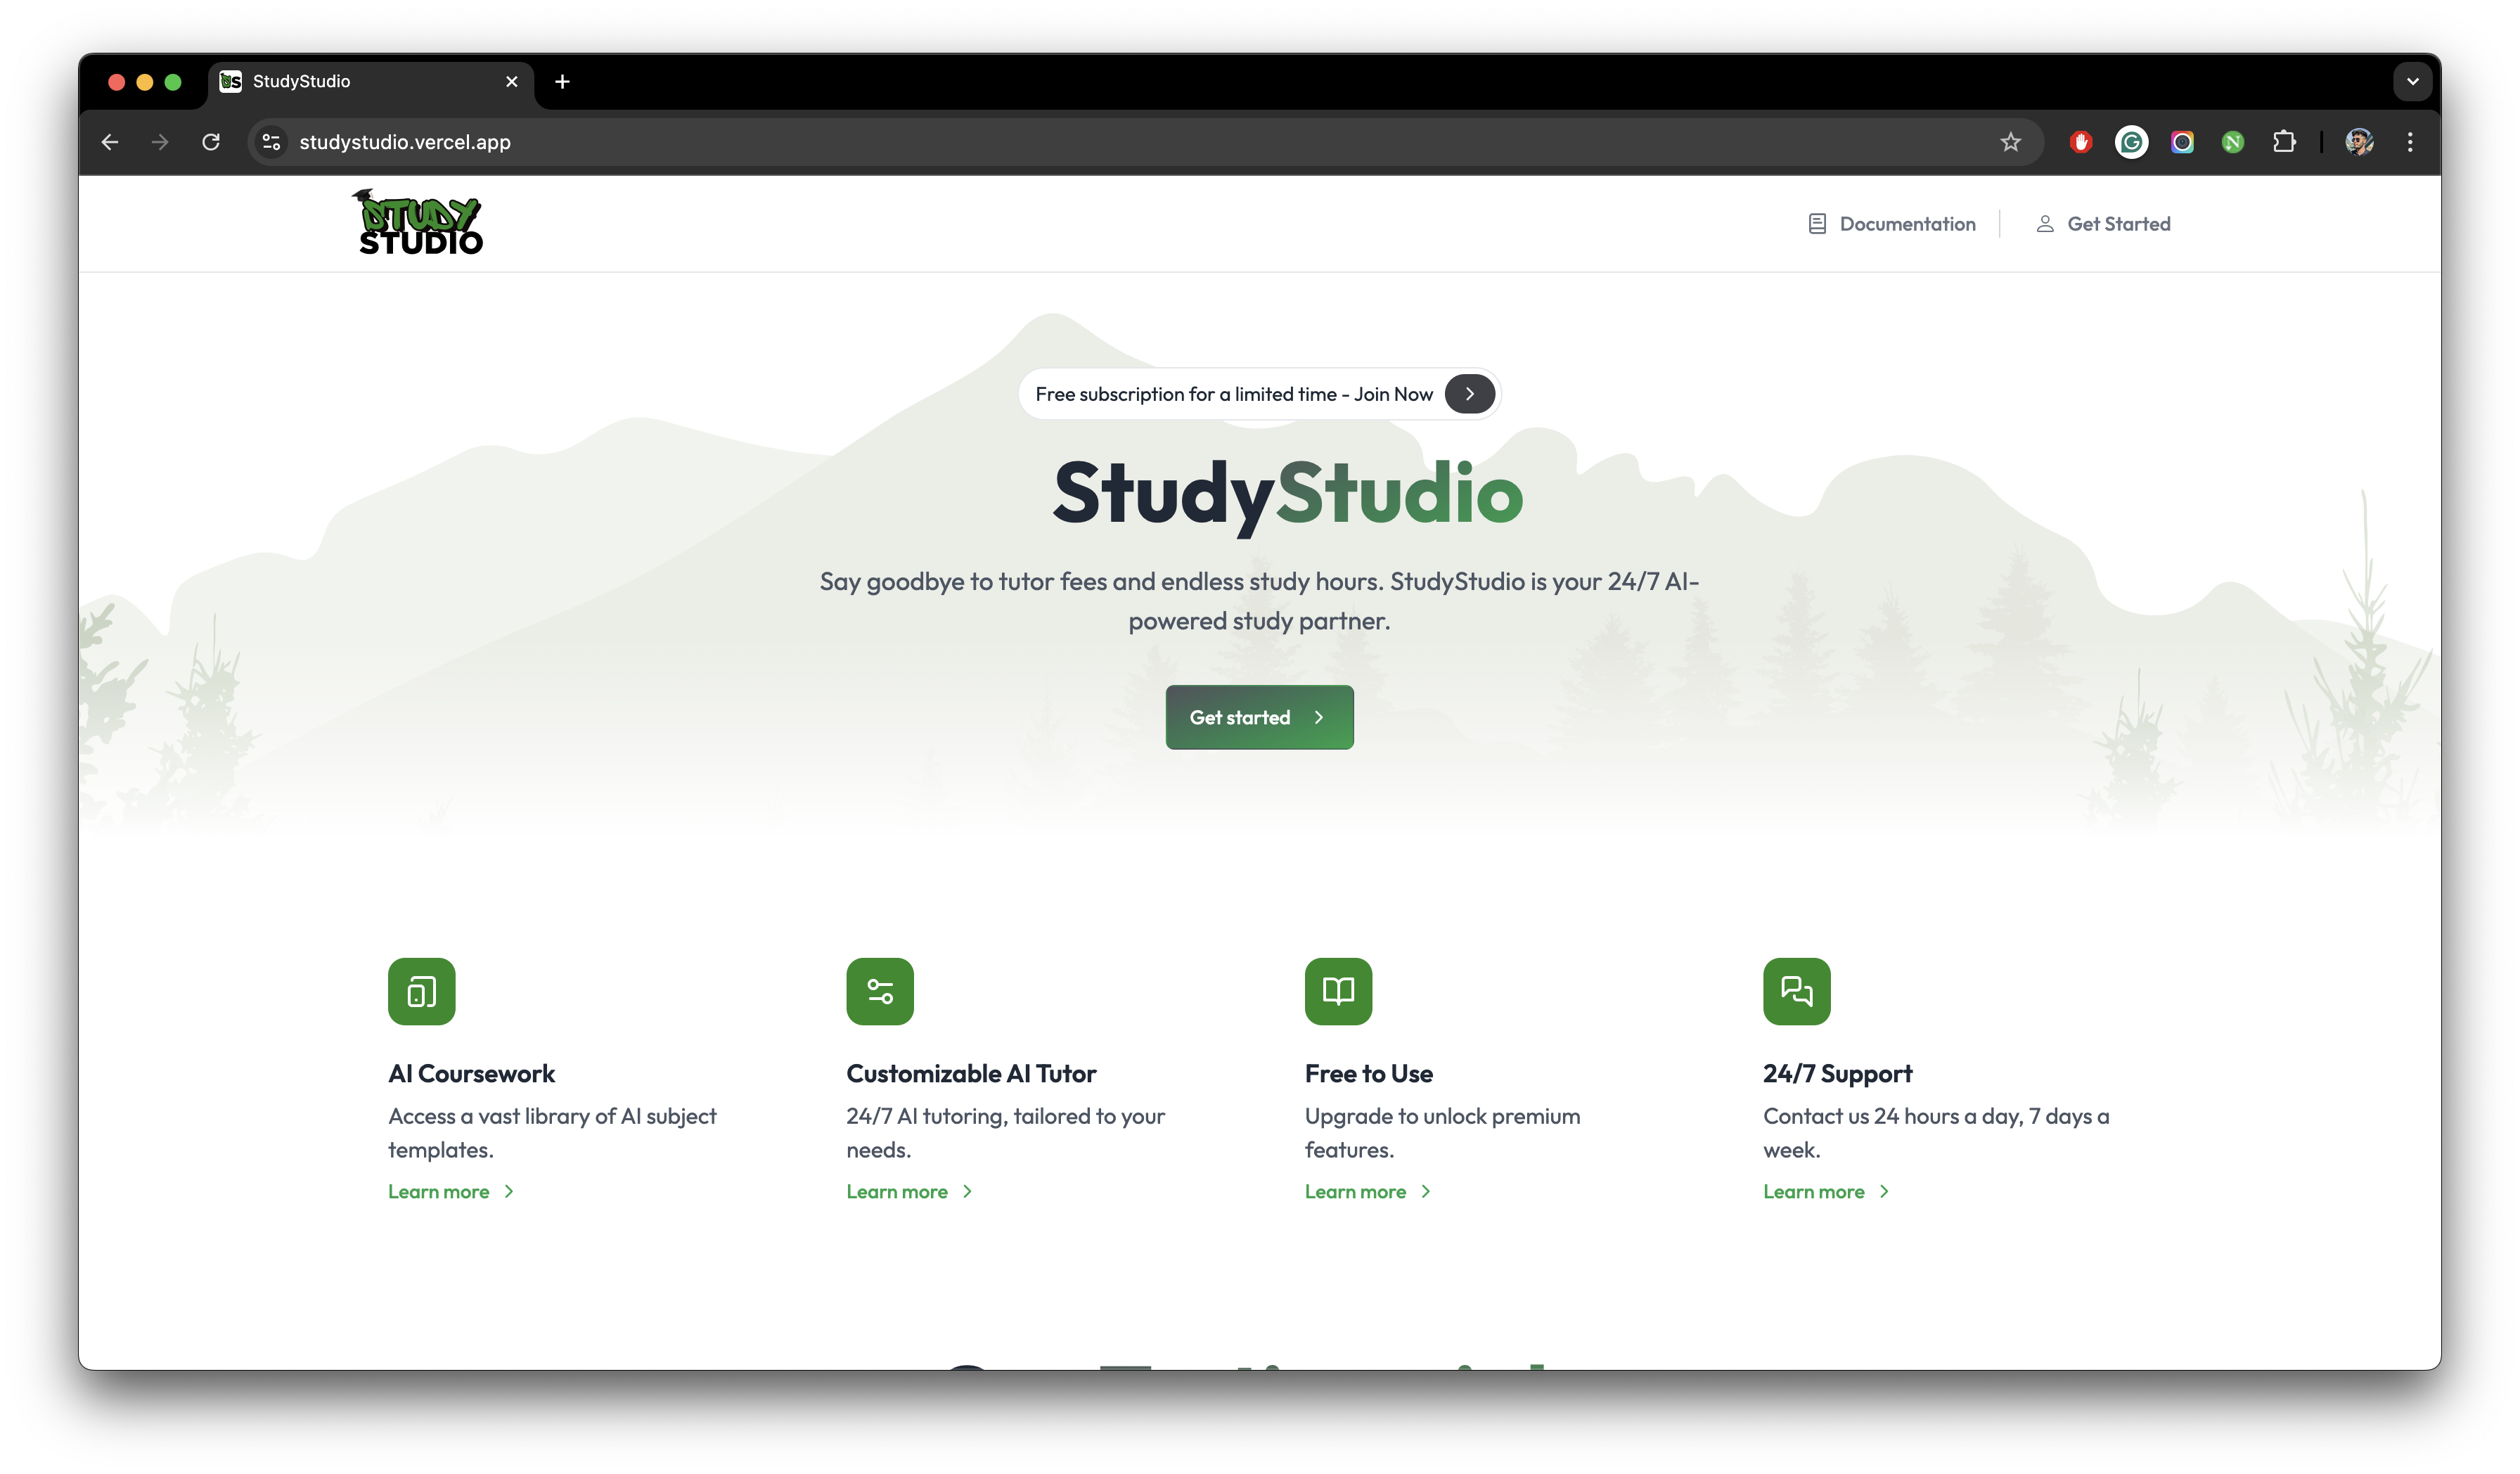 StudyStudio
studystudio.vercel.app
STUDY
STUDIO
Documentation
Get Started
Free subscription for a limited time - Join Now
StudyStudio
Say goodbye to tutor fees and endless study hours. StudyStudio is your 24/7 AI-
powered study partner.
Get started
AI Coursework
Access a vast library of AI subject
templates.
Learn more
Customizable AI Tutor
24/7 AI tutoring, tailored to your
needs.
Learn more
Free to Use
Upgrade to unlock premium
features.
Learn more
24/7 Support
Contact us 24 hours a day, 7 days a
week.
Learn more